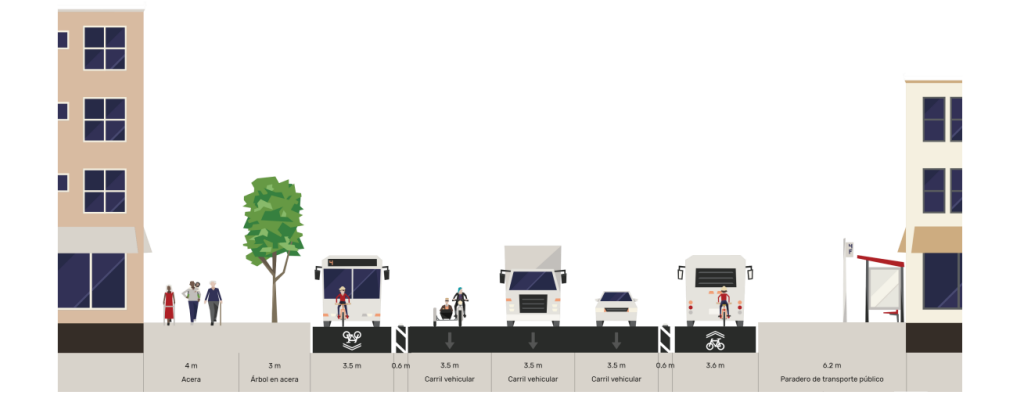 4 m
Acera
3 m
Árbol en acera
3.5 m
0.6 m
3.5 m
Carril vehicular
3.5 m
Carril vehicular
3.5 m
Carril vehicular
0.6 m
3.6 m
6.2 m
Paradero de transporte público